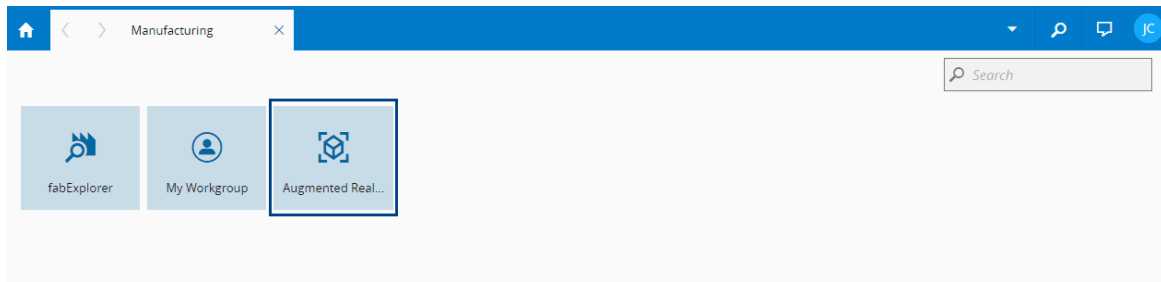 Manufacturing
JC
Search
fabExplorer
My Workgroup
Augmented Real...